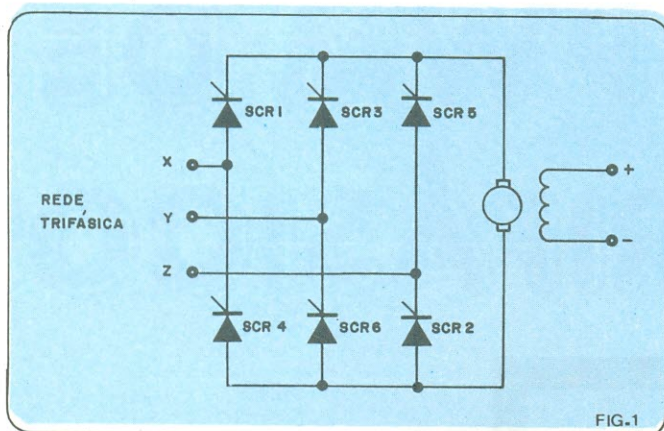 SCR 1
SCR 3
SCR 5
X
+
REDE
TRIFÁSICA
Y
-
Z
SCR 4
SCR 6
SCR 2
FIG-1